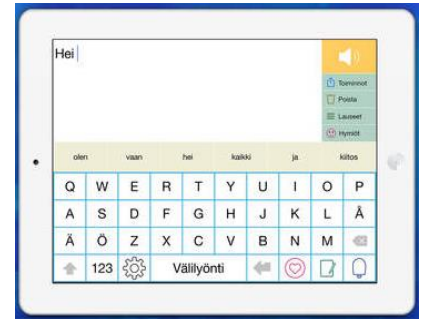 Hei
Toiminnot
Poista
Lauseet
Hymiöt
olen vaan hei kaikki ja kiitos
Q W E R T Y U I O P
A S D F G H J K L Å
Ä Ö Z X C V B N M
123 Välilyönti